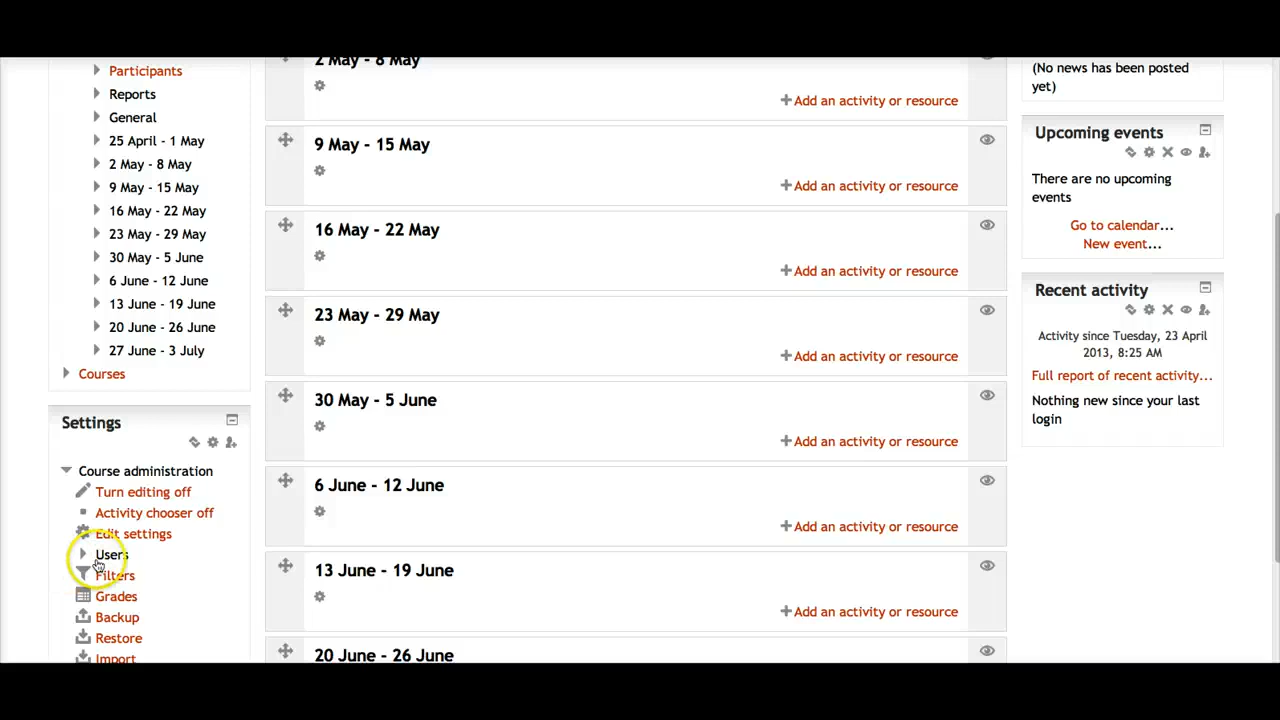 Participants
Reports
General
25 April - 1 May
2 May - 8 May
9 May - 15 May
16 May - 22 May
23 May - 29 May
30 May - 5 June
6 June - 12 June
13 June - 19 June
20 June - 26 June
27 June - 3 July
Courses
Settings
Course administration
Turn editing off
Activity chooser off
Edit settings
Users
Filters
Grades
Backup
Restore
Import
2 May - 8 May
Add an activity or resource
9 May - 15 May
Add an activity or resource
16 May - 22 May
Add an activity or resource
23 May - 29 May
Add an activity or resource
30 May - 5 June
Add an activity or resource
6 June - 12 June
Add an activity or resource
13 June - 19 June
Add an activity or resource
20 June - 26 June
(No news has been posted
yet)
Upcoming events
There are no upcoming
events
Go to calendar...
New event...
Recent activity
Activity since Tuesday, 23 April
2013, 8:25 AM
Full report of recent activity...
Nothing new since your last
login